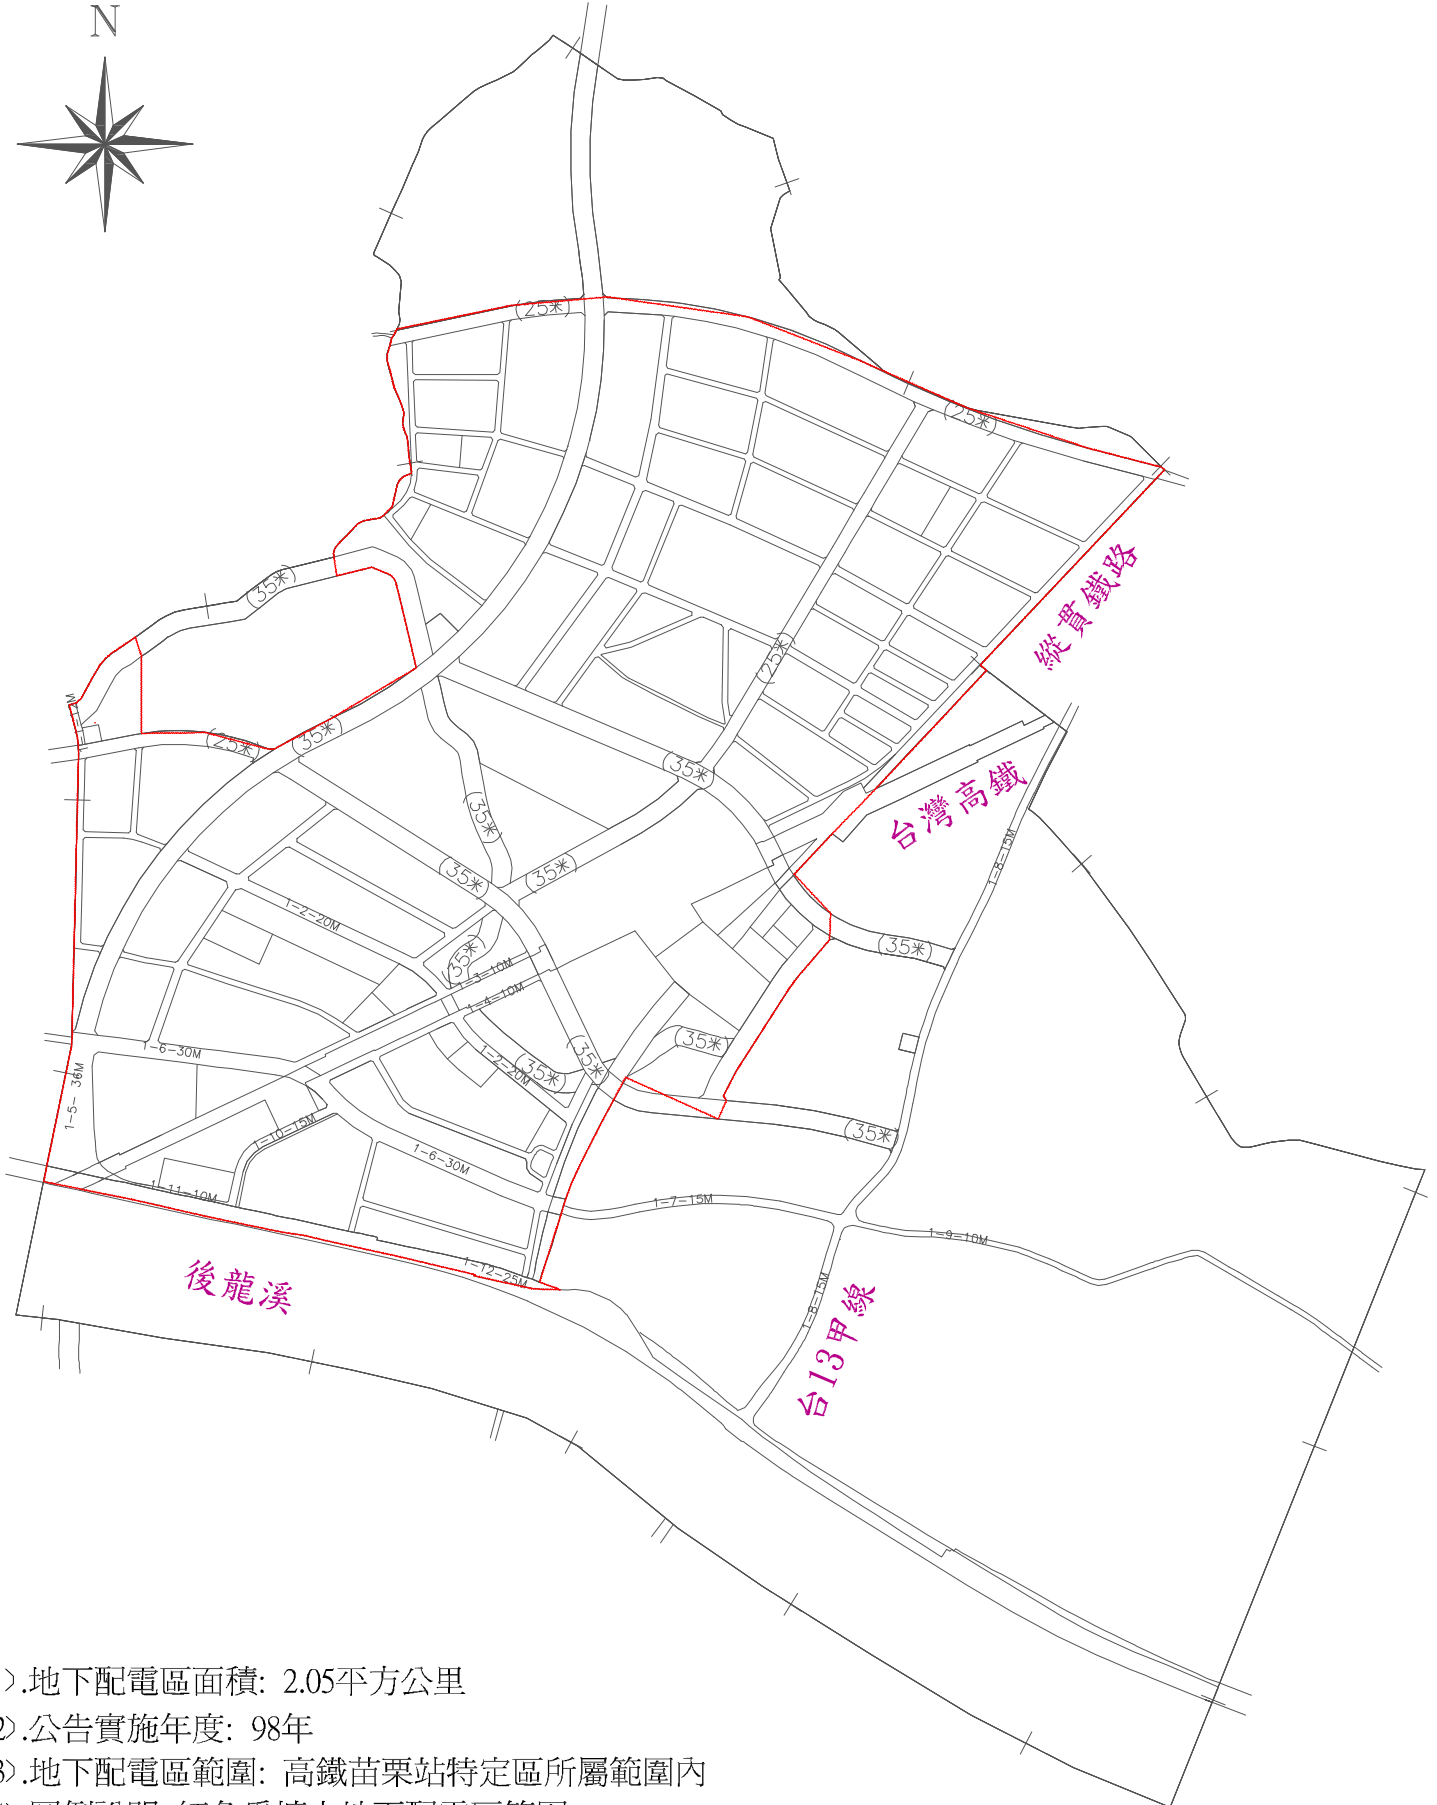 N
(25米)
(25米)
(35米)
縱貫鐵路
(25米)
(25米)
(35米)
(35米)
台灣高鐵
(35米)
(35米)
(35米)
1-8-15M
1-2-20M
(35米)
(35米)
1-3-10M
1-4-10M
1-6-30M
1-2-20M
(35米)
(35米)
(35米)
1-5- 36M
1-10-15M
1-6-30M
(35米)
1-11-10M
1-7-15M
1-9-10M
後龍溪
1-12-25M
1-8-15M
台13甲線
).地下配電區面積: 2.05平方公里
2).公告實施年度: 98年
3).地下配電區範圍: 高鐵苗栗站特定區所屬範圍內